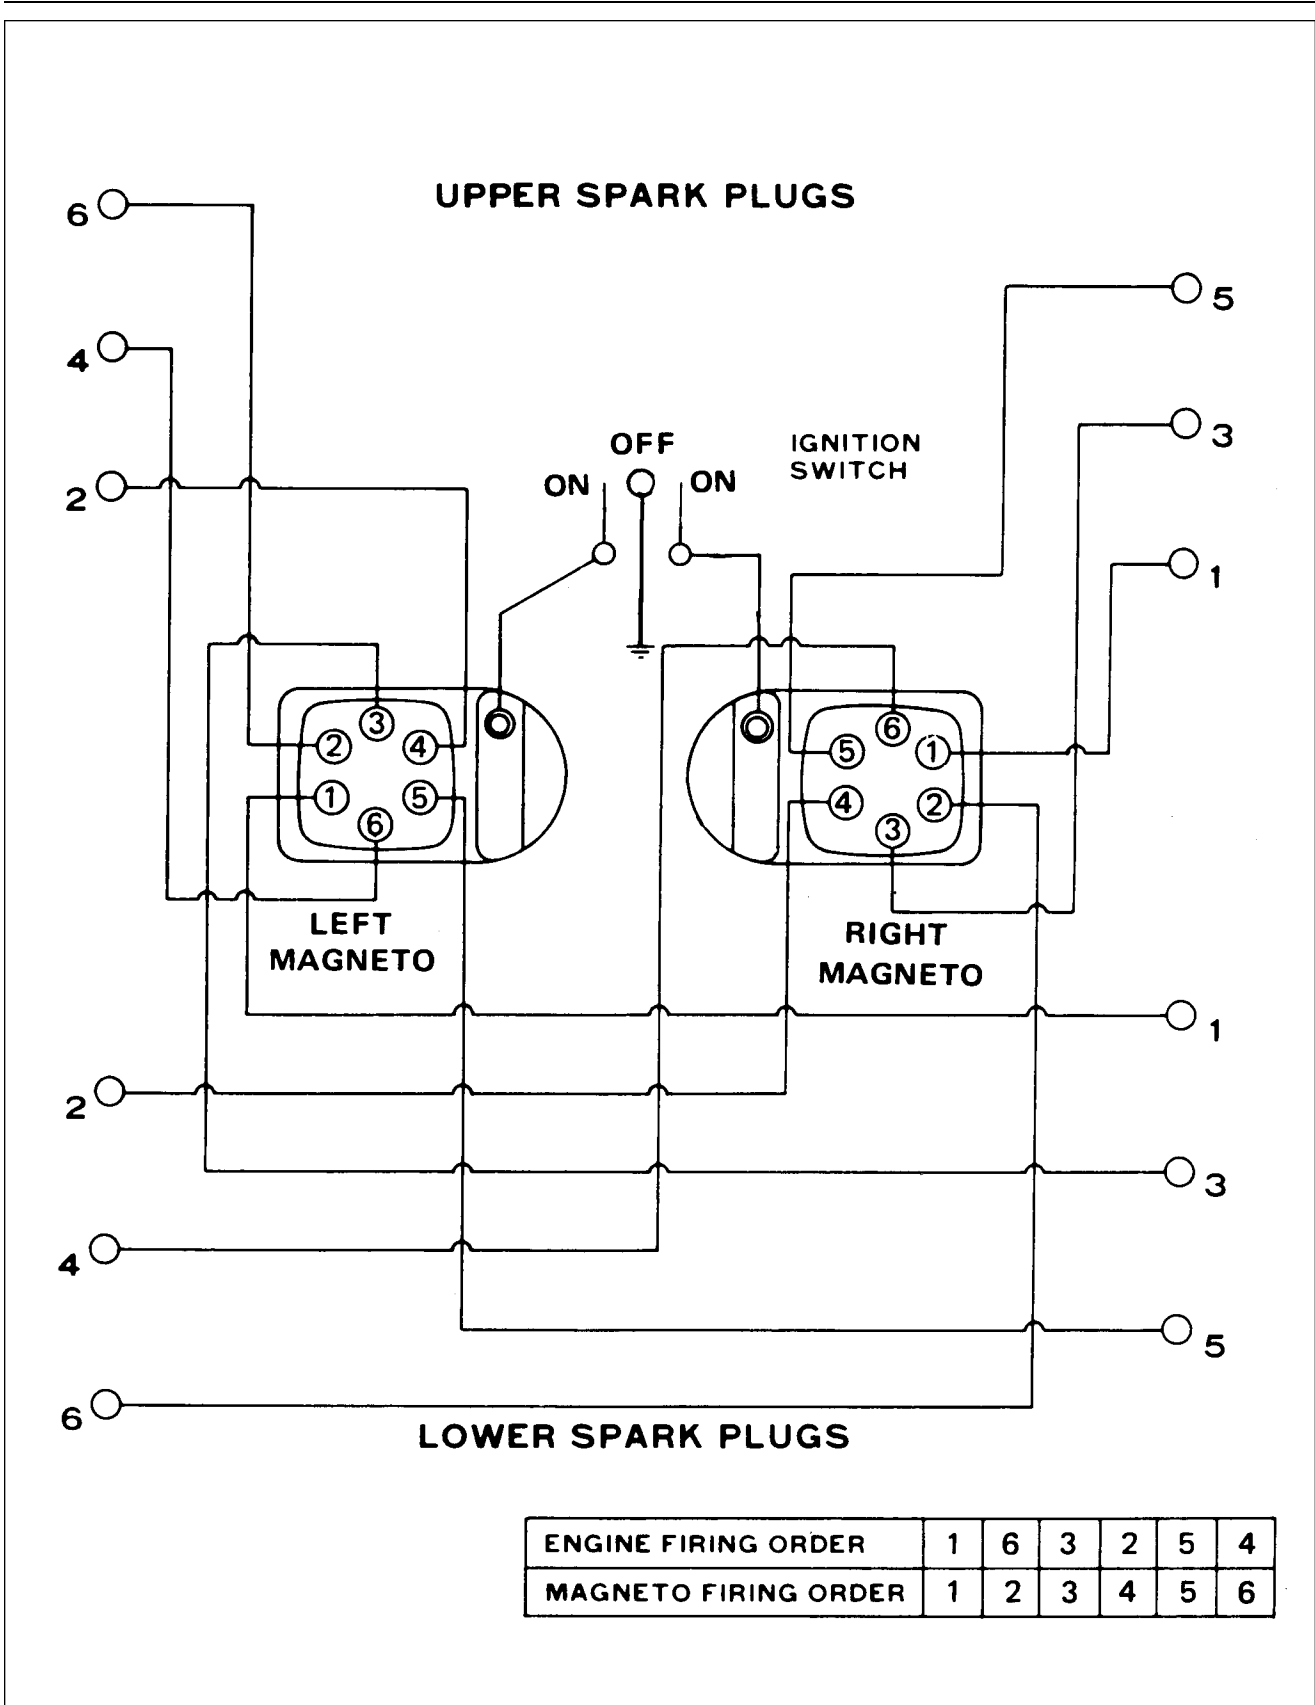 UPPER SPARK PLUGS
6
5
4
3
OFF
IGNITION
SWITCH
ON
ON
2
1
3
2
4
1
5
6
6
5
1
4
2
3
LEFT
MAGNETO
RIGHT
MAGNETO
1
2
3
4
5
6
LOWER SPARK PLUGS
ENGINE FIRING ORDER 1 6 3 2 5 4
MAGNETO FIRING ORDER 1 2 3 4 5 6